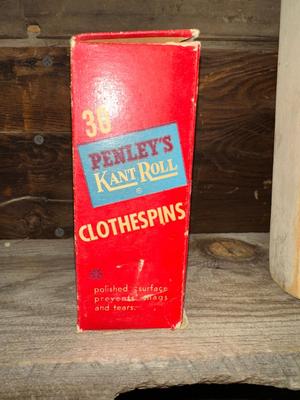 36
PENLEY'S
KANT ROLL
®
CLOTHESPINS
polished surface
prevents snags
and tears.